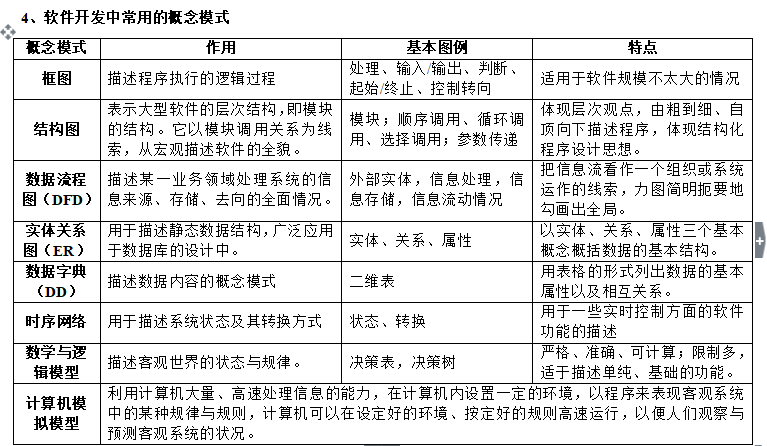 4、软件开发中常用的概念模式
概念模式 作用 基本图例 特点
框图 描述程序执行的逻辑过程 处理、输入/输出、判断、起始/终止、控制转向 适用于软件规模不太大的情况
结构图 表示大型软件的层次结构，即模块的结构。它以模块调用关系为线索，从宏观描述软件的全貌。 模块；顺序调用、循环调用、选择调用；参数传递 体现层次观点，由粗到细、自顶向下描述程序，体现结构化程序设计思想。
数据流程图（DFD） 描述某一业务领域处理系统的信息来源、存储、去向的全面情况。 外部实体，信息处理，信息存储，信息流动情况 把信息流看作一个组织或系统运作的线索，力图简明扼要地勾画出全局。
实体关系图（ER） 用于描述静态数据结构，广泛应用于数据库的设计中。 实体、关系、属性 以实体、关系、属性三个基本概念概括数据的基本结构。
数据字典（DD） 描述数据内容的概念模式 二维表 用表格的形式列出数据的基本属性以及相互关系。
时序网络 用于描述系统状态及其转换方式 状态、转换 用于一些实时控制方面的软件功能的描述
数学与逻辑模型 描述客观世界的状态与规律。 决策表，决策树 严格、准确、可计算；限制多，适于描述单纯、基础的功能。
计算机模拟模型 利用计算机大量、高速处理信息的能力，在计算机内设置一定的环境，以程序来表现客观系统中的某种规律与规则，计算机可以在设定好的环境、按定好的规则高速运行，以便人们观察与预测客观系统的状况。